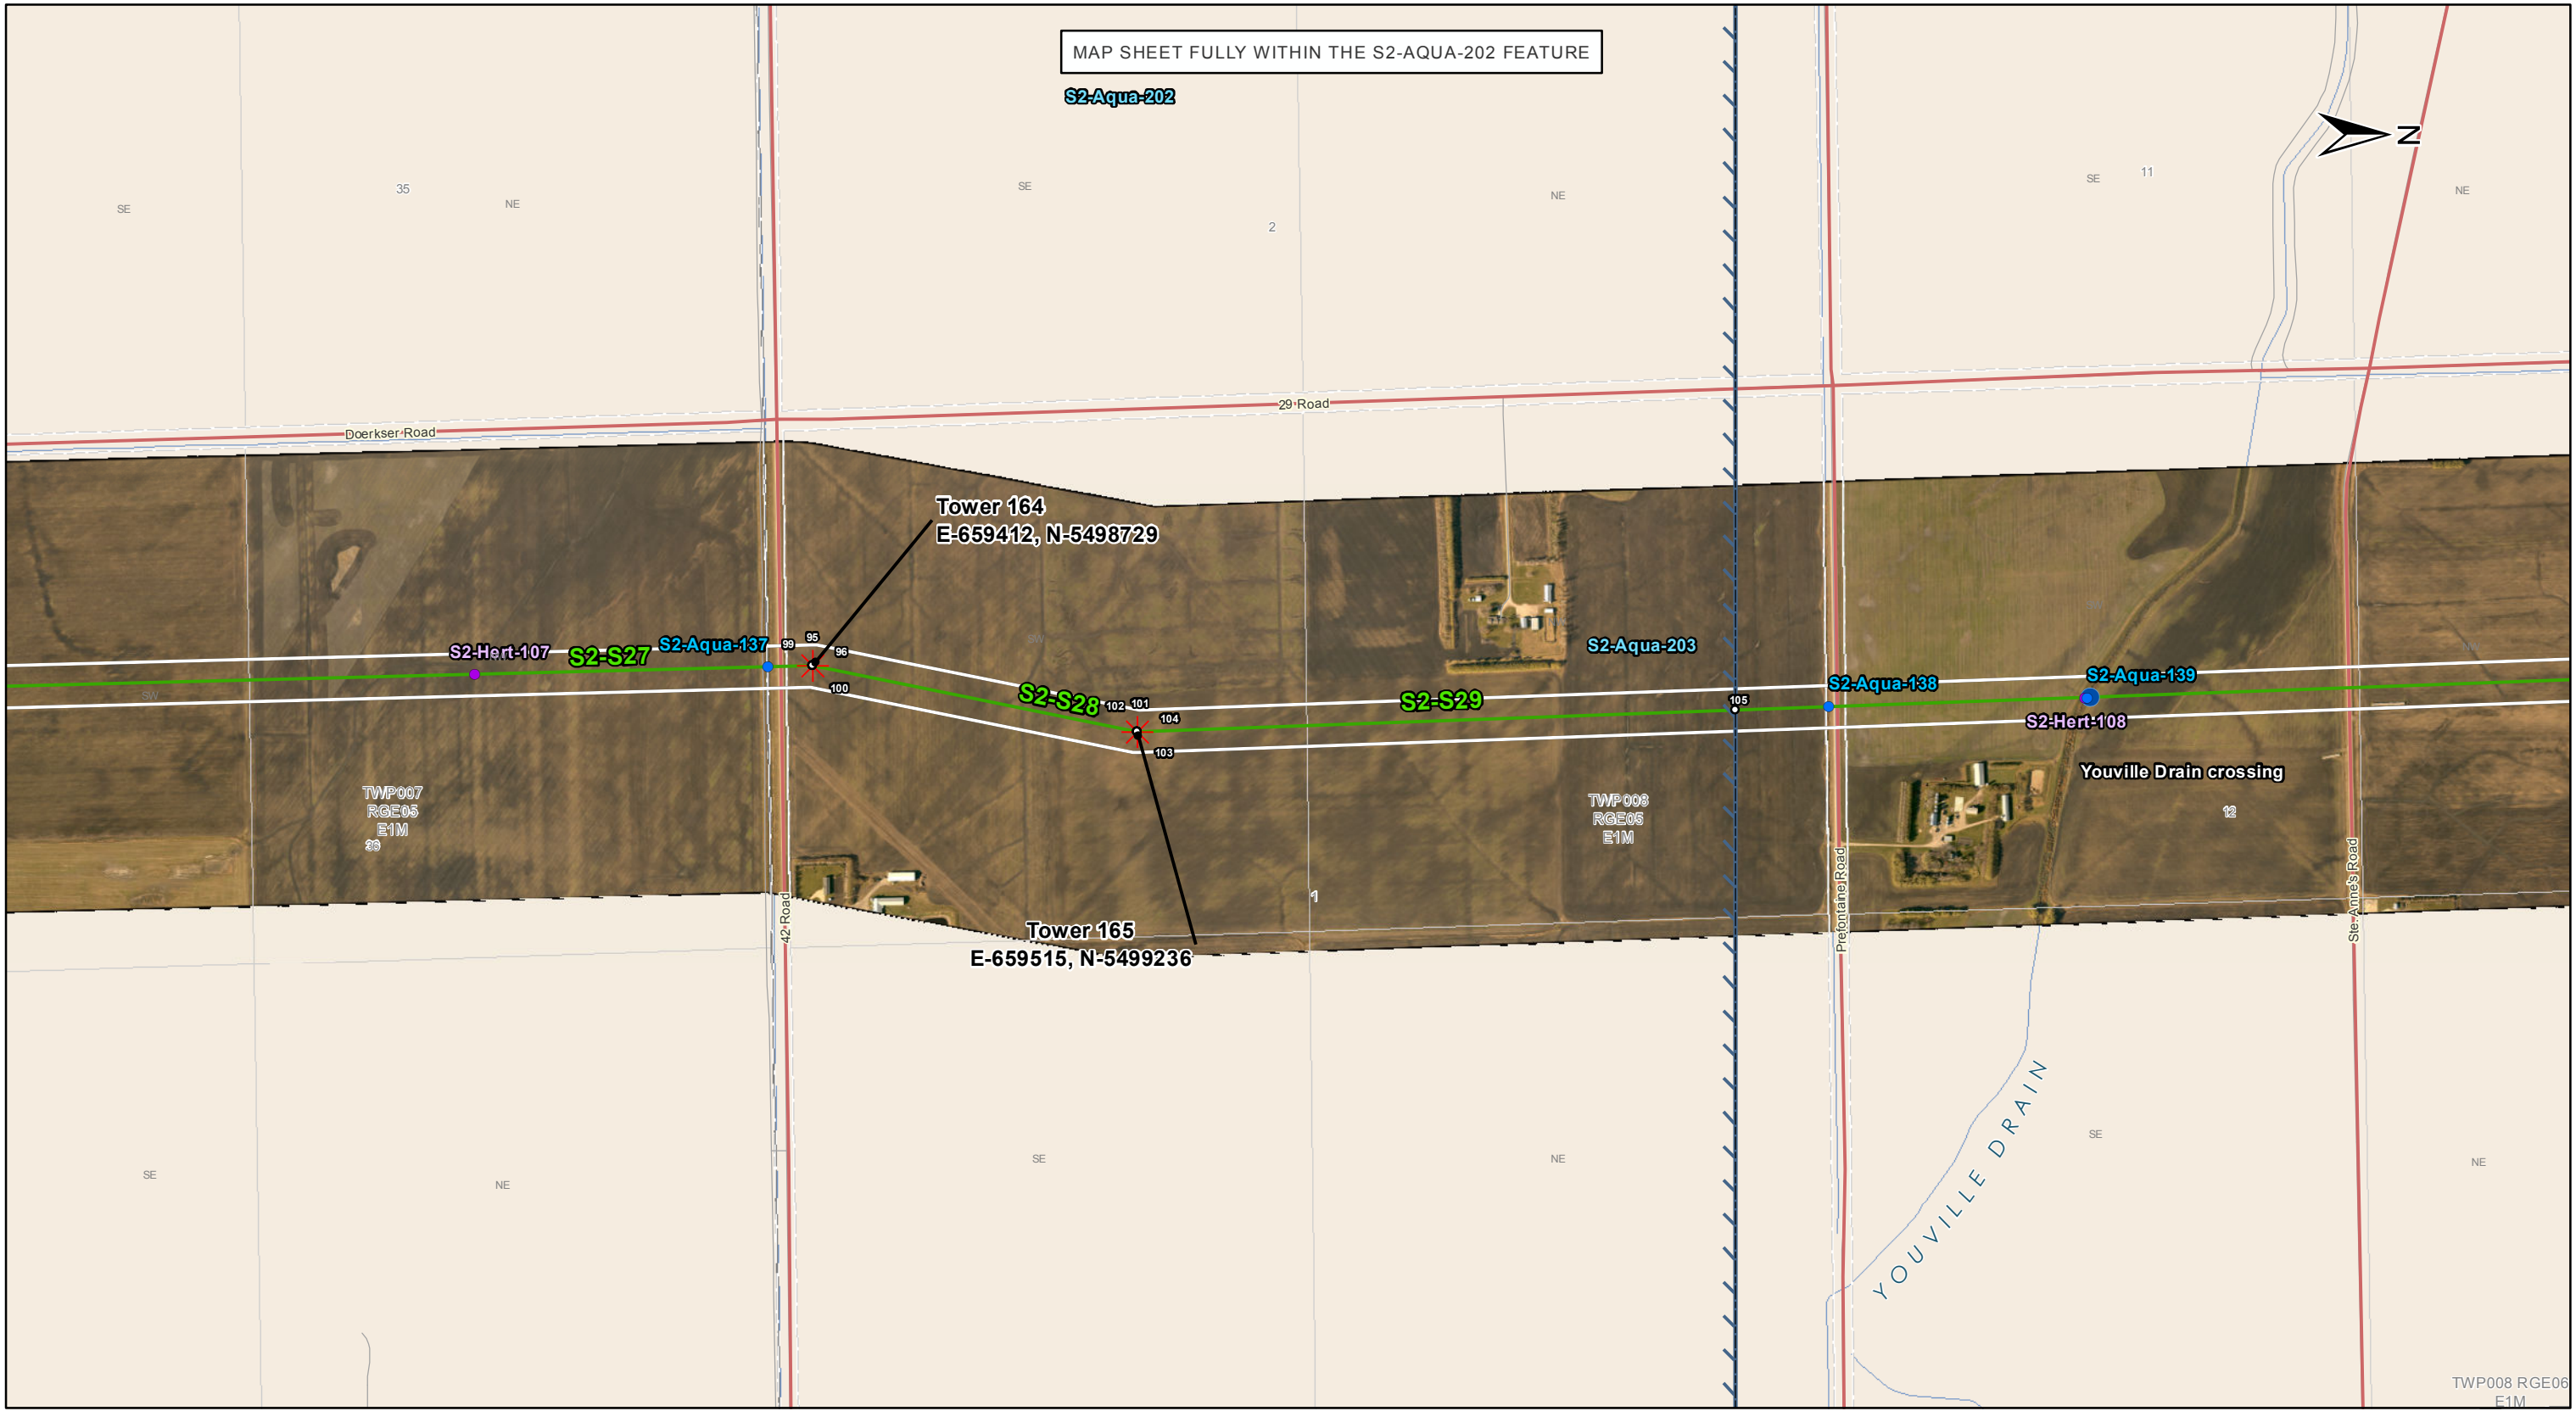 MAP SHEET FULLY WITHIN THE S2-AQUA-202 FEATURE
S2-Aqua-202
N
SE
35
NE
SE
2
NE
SE
11
NE
Doerkser Road
29 Road
Tower 164
E-659412, N-5498729
S2-Hert-107
S2-S27
S2-Aqua-137
99
95
96
100
SW
SW
S2-S28
102
101
104
103
S2-S29
S2-Aqua-203
105
S2-Aqua-138
S2-Aqua-139
S2-Hert-108
Youville Drain crossing
12
TWP007
RGE05
E1M
36
TWP008
RGE05
E1M
1
42 Road
Prefontaine Road
Ste. Anne's Road
Tower 165
E-659515, N-5499236
YOUVILLE DRAIN
SE
NE
SE
NE
SE
NE
TWP008 RGE06
E1M